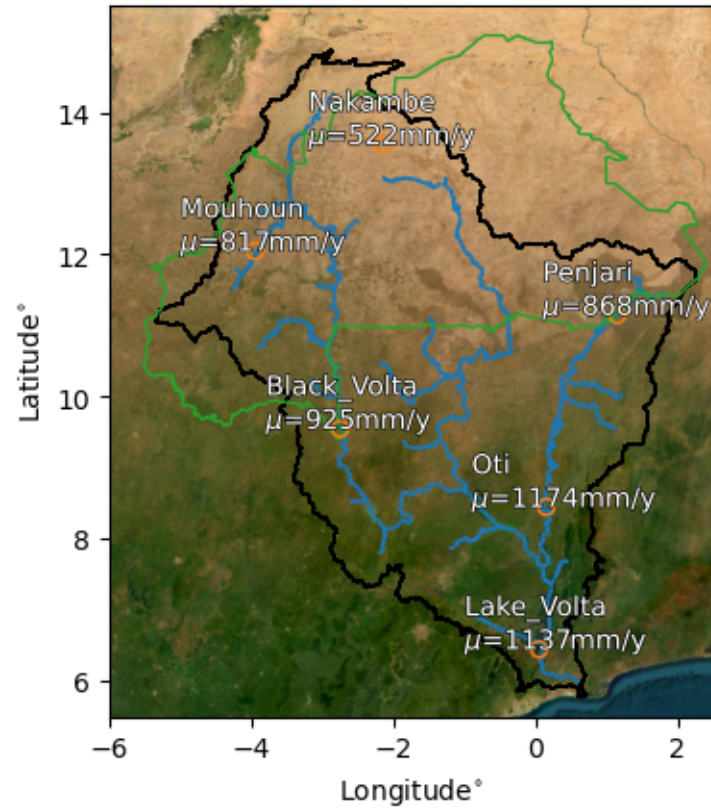 14
12
10
8
6
Latitude°
Nakambe
μ=522mm/y
Mouhoun
μ=817mm/y
Penjari
μ=868mm/y
Black_Volta
μ=925mm/y
Oti
μ=1174mm/y
Lake_Volta
μ=1137mm/y
−6
−4
−2
0
2
Longitude°